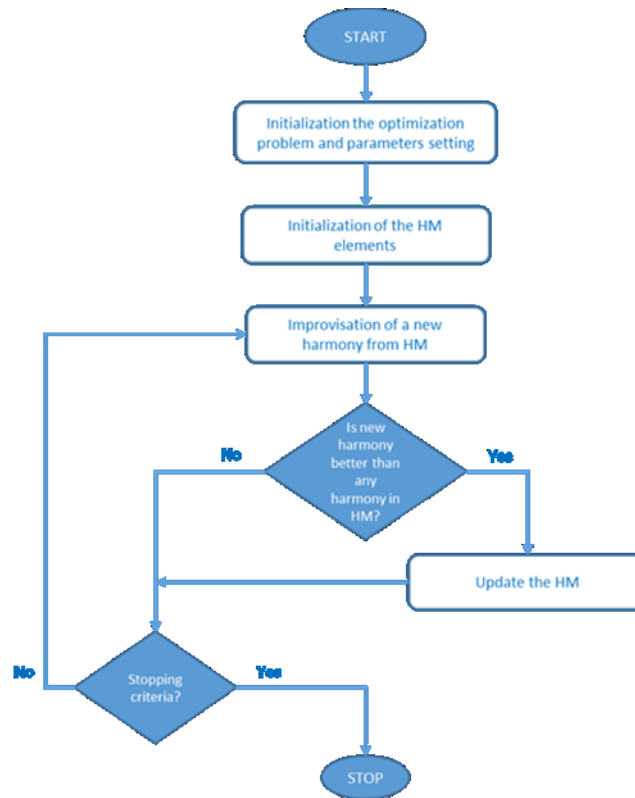 START
Initialization the optimization
problem and parameters setting
Initialization of the HM
elements
Improvisation of a new
harmony from HM
Is new
harmony
better than
any
harmony in
HM?
No
Yes
Update the HM
Stopping
criteria?
No
Yes
STOP